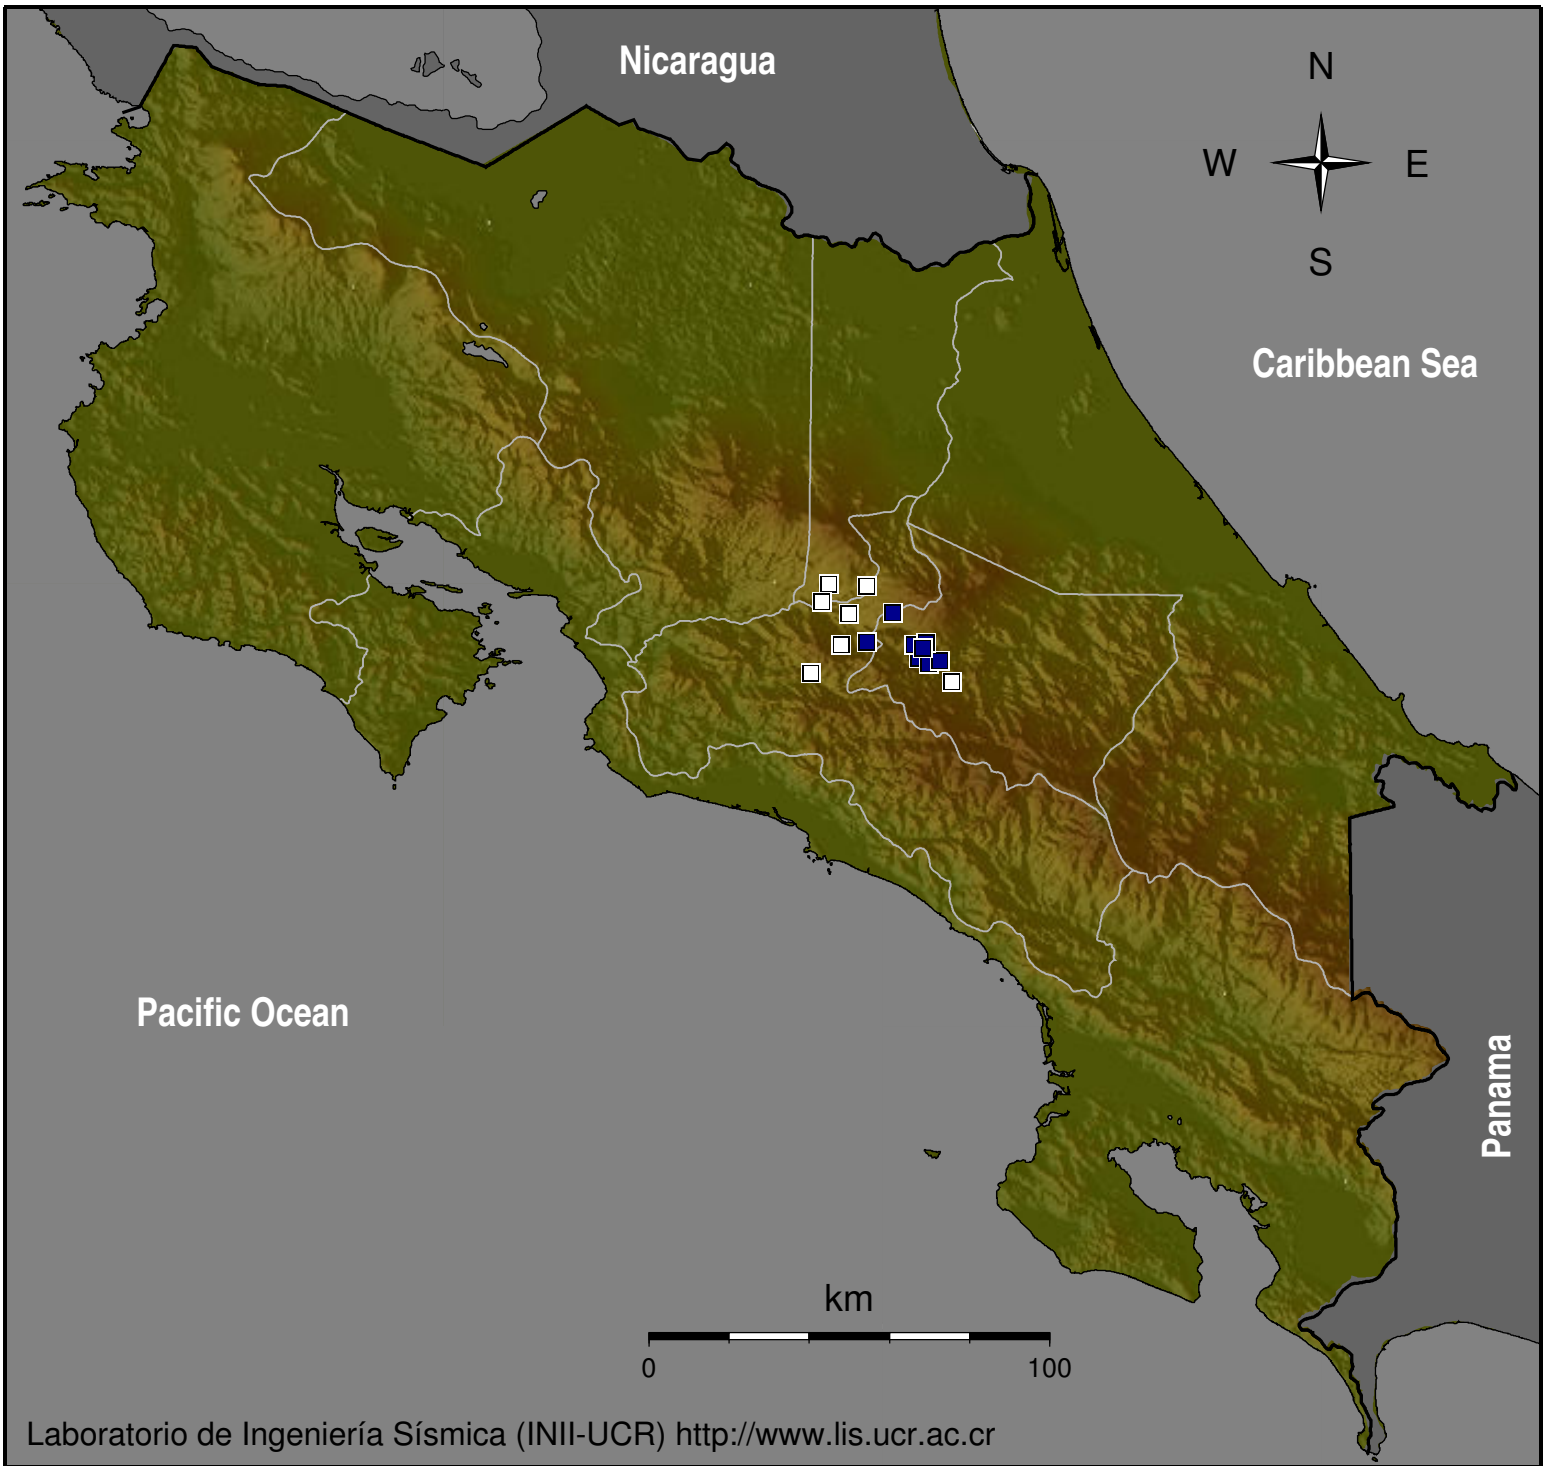 Nicaragua
N
W E
S
Caribbean Sea
Pacific Ocean
Panama
km
0 100
Laboratorio de Ingeniería Sísmica (INII-UCR) http://www.lis.ucr.ac.cr